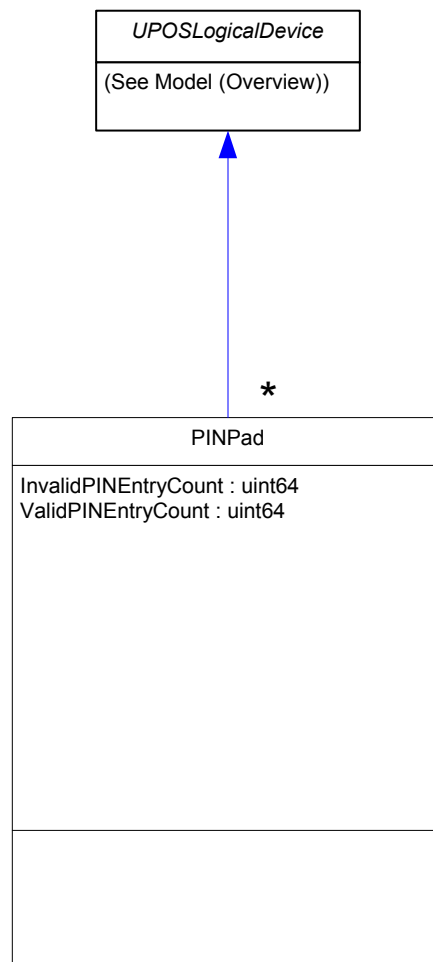 UPOSLogicalDevice
(See Model (Overview))
*
PINPad
InvalidPINEntryCount : uint64
ValidPINEntryCount : uint64